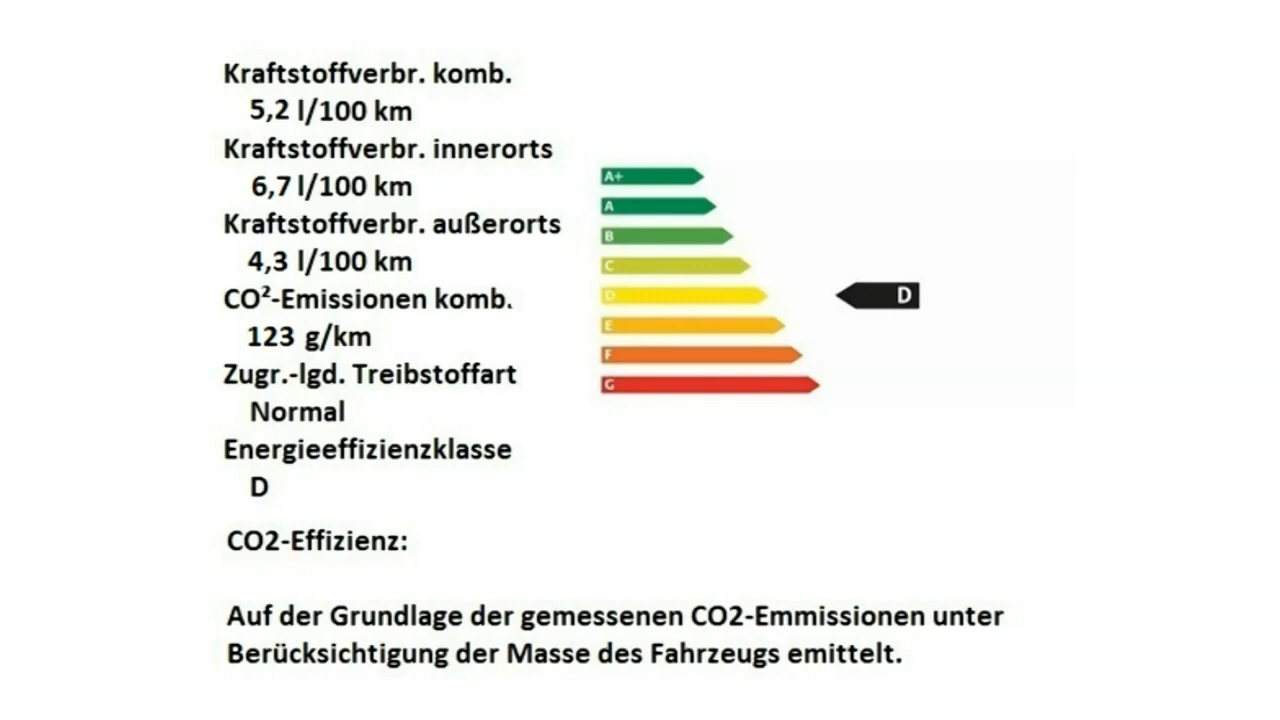 Kraftstoffverbr. komb.
5,2 l/100 km
Kraftstoffverbr. innerorts
6,7 l/100 km
Kraftstoffverbr. außerorts
4,3 l/100 km
CO²-Emissionen komb.
123 g/km
Zugr.-lgd. Treibstoffart
Normal
Energieeffizienzklasse
D
A+
A
B
C
D
D
E
F
G
CO2-Effizienz:
Auf der Grundlage der gemessenen CO2-Emmissionen unter
Berücksichtigung der Masse des Fahrzeugs emittelt.